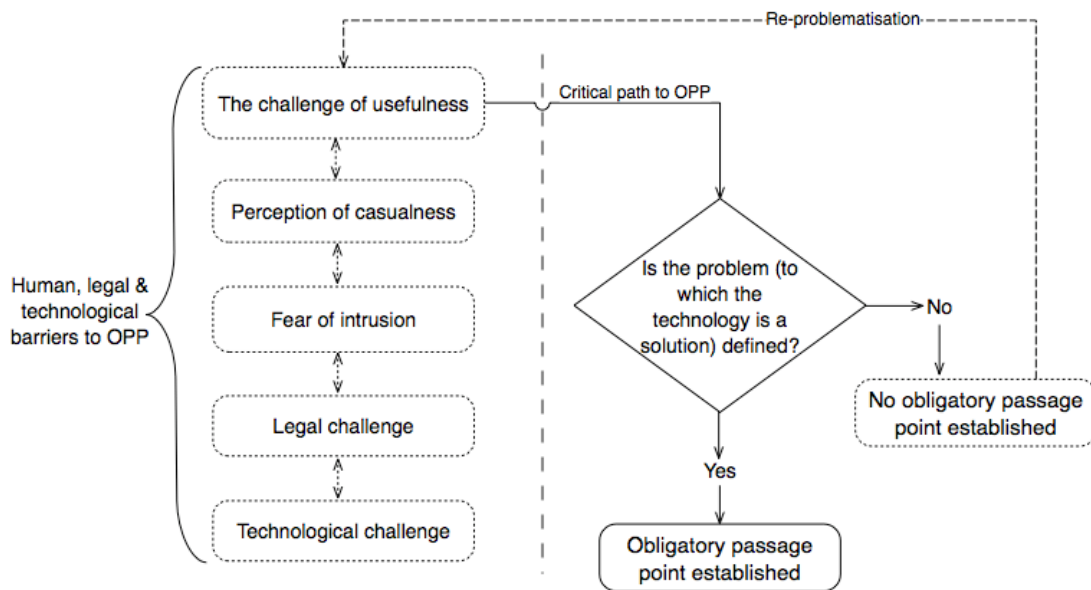 Re-problematisation
The challenge of usefulness
Critical path to OPP
Perception of casualness
Human, legal &
technological
barriers to OPP
Fear of intrusion
Legal challenge
Technological challenge
Is the problem (to
which the
technology is a
solution) defined?
No
No obligatory passage
point established
Yes
Obligatory passage
point established